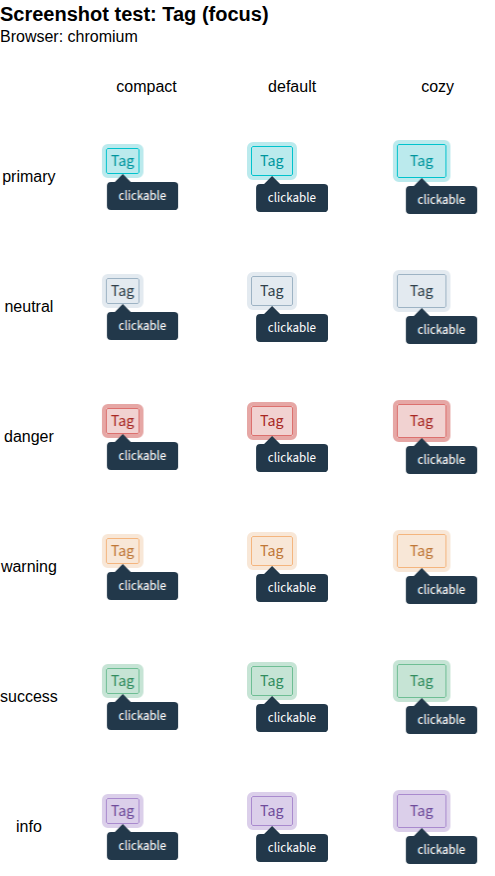 Screenshot test: Tag (focus)
Browser: chromium
compact default cozy
primary Tag Tag Tag
clickable clickable clickable
neutral Tag Tag Tag
clickable clickable clickable
danger Tag Tag Tag
clickable clickable clickable
warning Tag Tag Tag
clickable clickable clickable
success Tag Tag Tag
clickable clickable clickable
info Tag Tag Tag
clickable clickable clickable